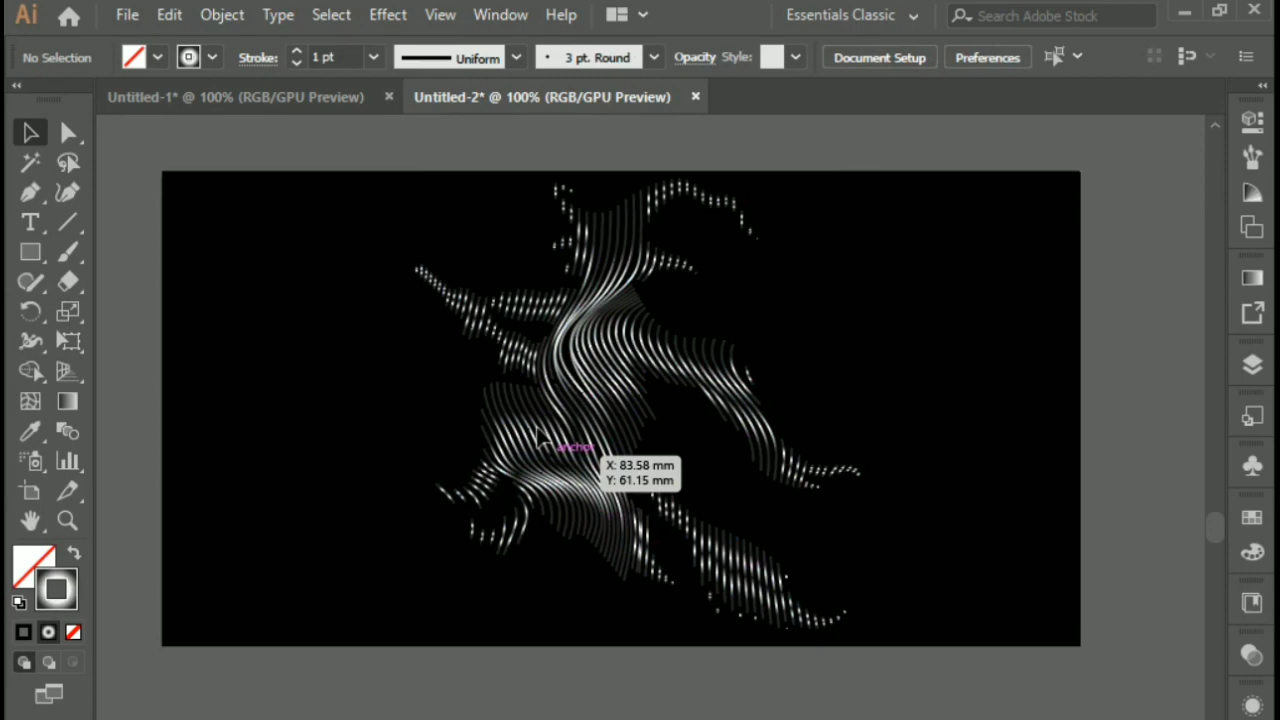 Ai File Edit Object Type Select Effect View Window Help Essentials Classic Search Adobe Stock
No Selection Stroke: 1 pt Uniform 3 pt. Round Opacity Style: Document Setup Preferences
Untitled-1* @ 100% (RGB/GPU Preview) × Untitled-2* @ 100% (RGB/GPU Preview) ×
anchor
X: 83.58 mm
Y: 61.15 mm